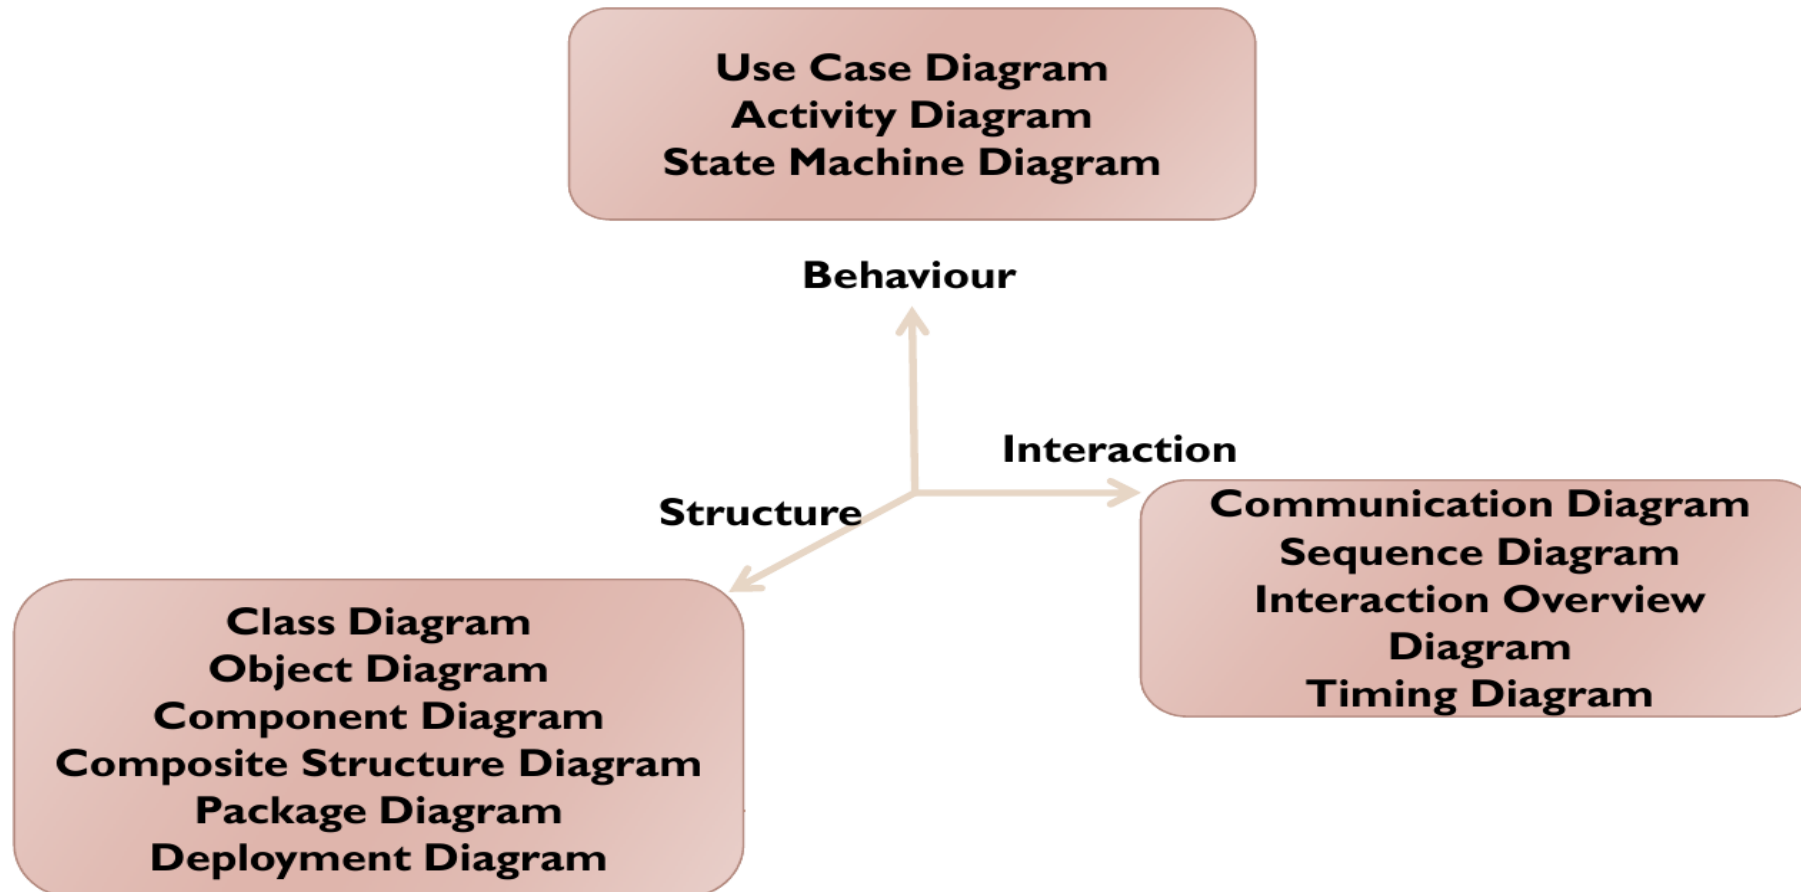 Use Case Diagram
Activity Diagram
State Machine Diagram
Behaviour
Interaction
Structure
Communication Diagram
Sequence Diagram
Interaction Overview
Diagram
Timing Diagram
Class Diagram
Object Diagram
Component Diagram
Composite Structure Diagram
Package Diagram
Deployment Diagram